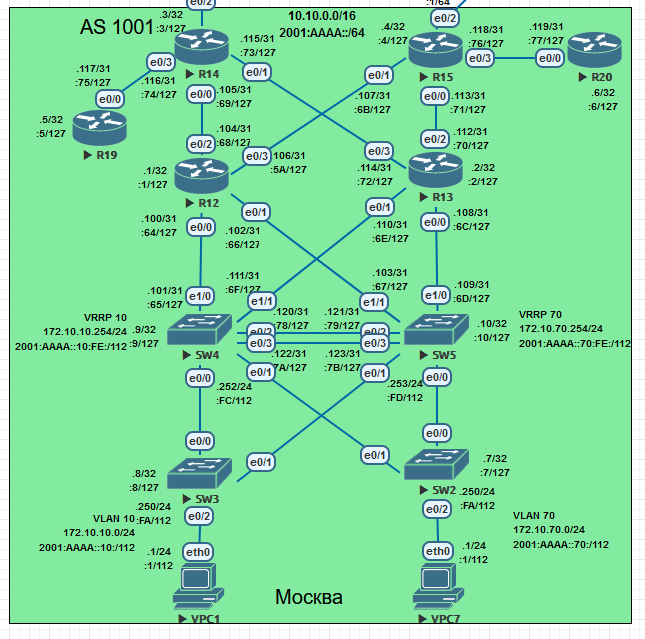 e0/2
:1/64
e0/2
AS 1001
.3/32
:3/127
10.10.0.0/16
2001:AAAA::/64
.4/32
:4/127
.118/31
:76/127
.119/31
:77/127
e0/3
R14
.115/31
:73/127
e0/1
R15
e0/3
e0/0
R20
.6/32
:6/127
.117/31
:75/127
.116/31
:74/127
e0/0
e0/0
.105/31
:69/127
e0/1
.107/31
:6B/127
e0/0
.113/31
:71/127
.5/32
:5/127
R19
.104/31
:68/127
e0/2
e0/3
.106/31
:5A/127
e0/3
.112/31
:70/127
e0/2
.1/32
:1/127
R12
.114/31
:72/127
.2/32
:2/127
R13
.100/31
:64/127
e0/0
e0/1
.102/31
:66/127
e0/1
.110/31
:6E/127
e0/0
.108/31
:6C/127
.101/31
:65/127
e1/0
.111/31
:6F/127
e1/1
.103/31
:67/127
e1/1
e1/0
.109/31
:6D/127
VRRP 10
172.10.10.254/24
2001:AAAA::10:FE:/112
.9/32
:9/127
SW4
.120/31
:78/127
.121/31
:79/127
e0/2
e0/2
e0/3
e0/3
.122/31
:7A/127
.123/31
:7B/127
SW5
.10/32
:10/127
VRRP 70
172.10.70.254/24
2001:AAAA::70:FE:/112
e0/0
.252/24
:FC/112
e0/1
e0/1
.253/24
:FD/112
e0/0
e0/0
e0/1
e0/1
e0/0
.8/32
:8/127
SW3
.7/32
:7/127
SW2
.250/24
:FA/112
e0/2
e0/2
.250/24
:FA/112
VLAN 10
172.10.10.0/24
2001:AAAA::10:/112
VLAN 70
172.10.70.0/24
2001:AAAA::70:/112
.1/24
:1/112
eth0
eth0
.1/24
:1/112
VPC1
Москва
VPC7